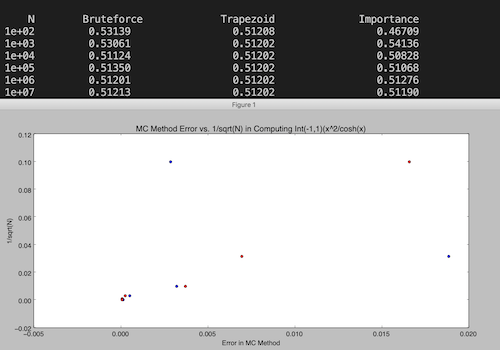 N Bruteforce Trapezoid Importance
1e+02 0.53139 0.51208 0.46709
1e+03 0.53061 0.51202 0.54136
1e+04 0.51124 0.51202 0.50828
1e+05 0.51350 0.51202 0.51068
1e+06 0.51201 0.51202 0.51276
1e+07 0.51213 0.51202 0.51190
Figure 1
MC Method Error vs. 1/sqrt(N) in Computing Int(-1,1)(x^2/cosh(x)
0.12
0.10
0.08
0.06
0.04
0.02
0.00
-0.02
1/sqrt(N)
-0.005 0.000 0.005 0.010 0.015 0.020
Error in MC Method